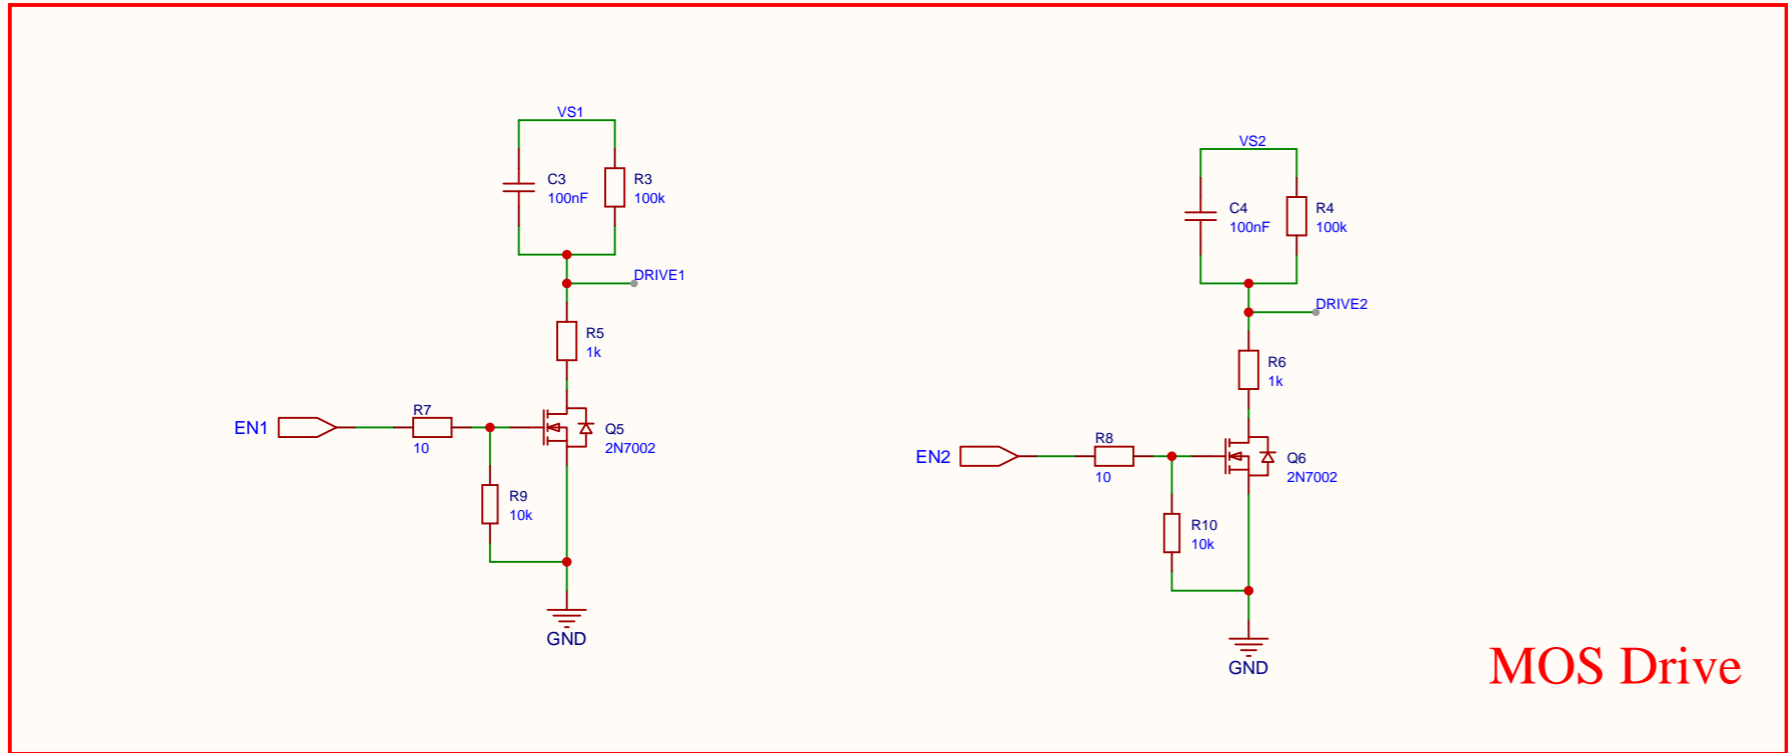 VS1
C3
100nF
R3
100k
DRIVE1
R5
1k
EN1
R7
10
Q5
2N7002
R9
10k
GND
VS2
C4
100nF
R4
100k
DRIVE2
R6
1k
EN2
R8
10
Q6
2N7002
R10
10k
GND
MOS Drive